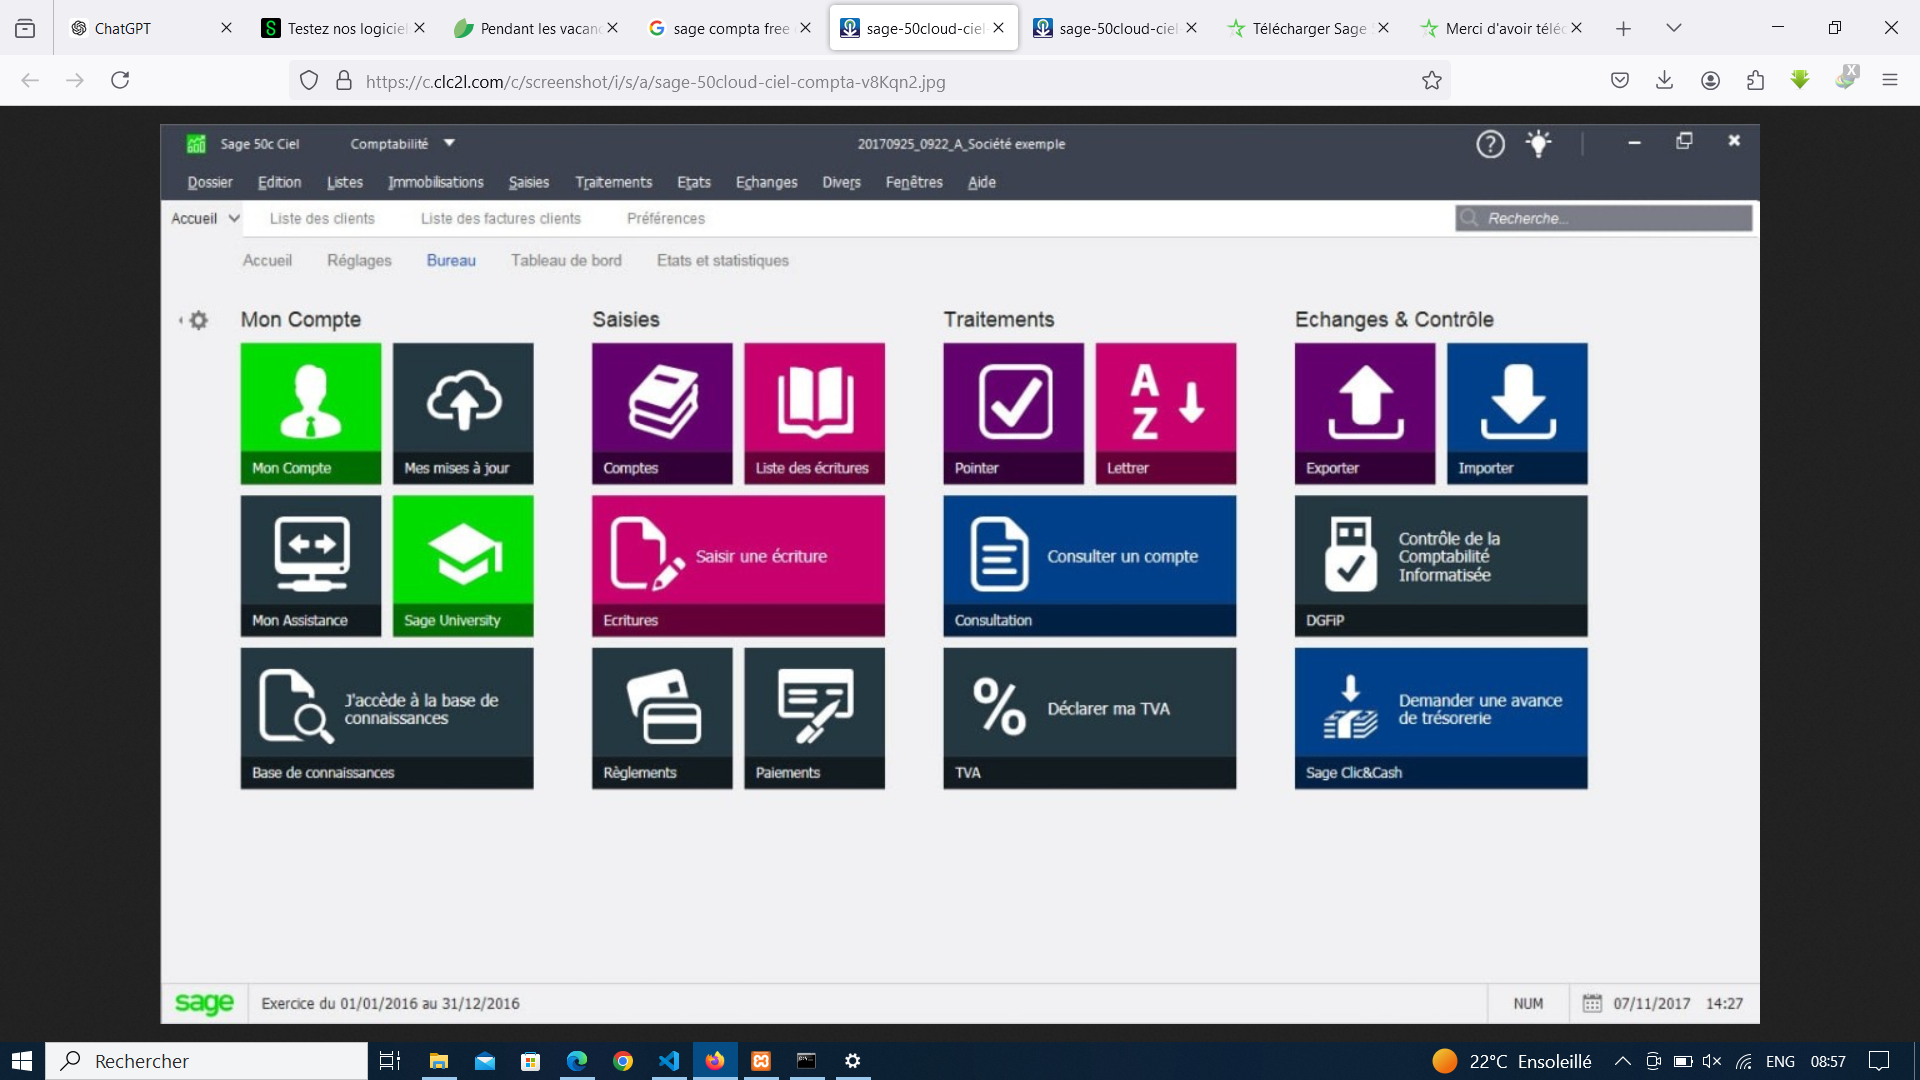 ChatGPT
Testez nos logiciel
Pendant les vacanc
sage compta free
sage-50cloud-ciel
sage-50cloud-ciel
Télécharger Sage
Merci d'avoir téléc
https://c.clc2l.com/c/screenshot/i/s/a/sage-50cloud-ciel-compta-v8Kqn2.jpg
Sage 50c Ciel Comptabilité 20170925_0922_A_Société exemple
Dossier Edition Listes Immobilisations Saisies Traitements Etats Echanges Divers Fenêtres Aide
Accueil Liste des clients Liste des factures clients Préférences Recherche...
Accueil Réglages Bureau Tableau de bord Etats et statistiques
Mon Compte
Mon Compte
Mes mises à jour
Mon Assistance
Sage University
J'accède à la base de
connaissances
Base de connaissances
Saisies
Comptes
Liste des écritures
Saisir une écriture
Ecritures
Règlements
Paiements
Traitements
Pointer
A
Z
Lettrer
Consulter un compte
Consultation
%
Déclarer ma TVA
TVA
Echanges & Contrôle
Exporter
Importer
Contrôle de la
Comptabilité
Informatisée
DGFiP
Demander une avance
de trésorerie
Sage Clic&Cash
sage Exercice du 01/01/2016 au 31/12/2016 NUM 07/11/2017 14:27
Rechercher 22°C Ensoleillé ENG 08:57